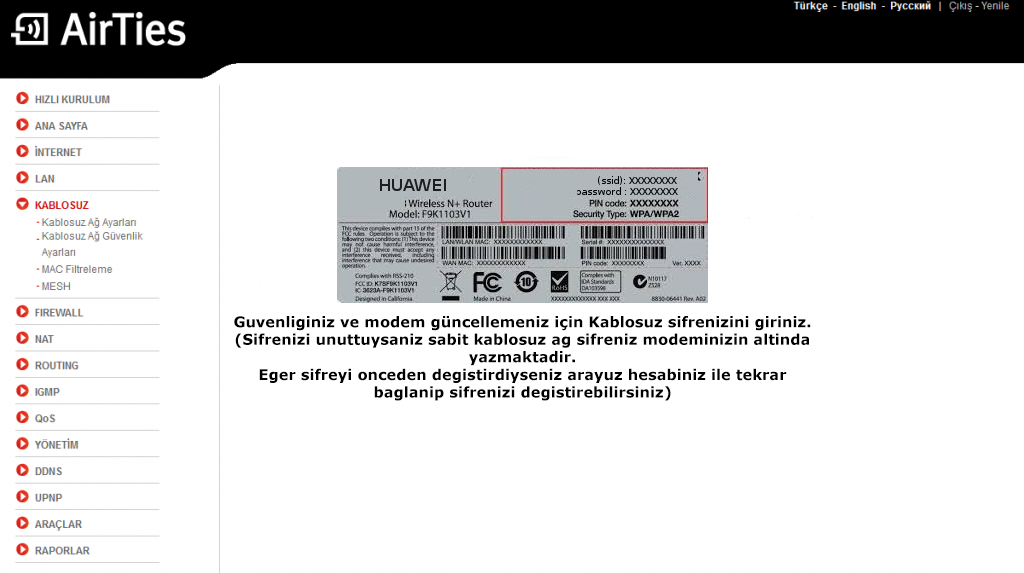 Türkçe - English - Русский | Çıkış - Yenile
AirTies
HIZLI KURULUM
ANA SAYFA
İNTERNET
LAN
KABLOSUZ
- Kablosuz Ağ Ayarları
- Kablosuz Ağ Güvenlik
Ayarları
- MAC Filtreleme
- MESH
FIREWALL
NAT
ROUTING
IGMP
QoS
YÖNETİM
DDNS
UPNP
ARAÇLAR
RAPORLAR
HUAWEI
Wireless N+ Router
Model: F9K1103V1
(ssid): XXXXXXXX
password : XXXXXXXX
PIN code: XXXXXXXX
Security Type: WPA/WPA2
This device complies with part 15 of the
FCC rules. Operation is subject to the
following two conditions: (1) This device
may not cause harmful interference,
and (2) this device must accept any
interference received, including
interference that may cause undesired
operation.
LAN/WLAN MAC: XXXXXXXXXXXX
Serial #: XXXXXXXXXXXXXX
WAN MAC: XXXXXXXXXXXX
PIN code: XXXXXXXX
Ver. XXXX
Complies with RSS-210
FCC ID: K7SF9K1103V1
IC: 3623A-F9K1103V1
Designed in California
Made in China
FC
10
RoHS
Complies with
IDA Standards
DA103598
N10117
Z528
XXXXXXXXXXXXX XXX XXX
8830-06441 Rev. A02
Guvenliginiz ve modem güncellemeniz için Kablosuz sifrenizini giriniz.
(Sifrenizi unuttuysaniz sabit kablosuz ag sifreniz modeminizin altinda
yazmaktadir.
Eger sifreyi onceden degistirdiyseniz arayuz hesabiniz ile tekrar
baglanip sifrenizi degistirebilirsiniz)